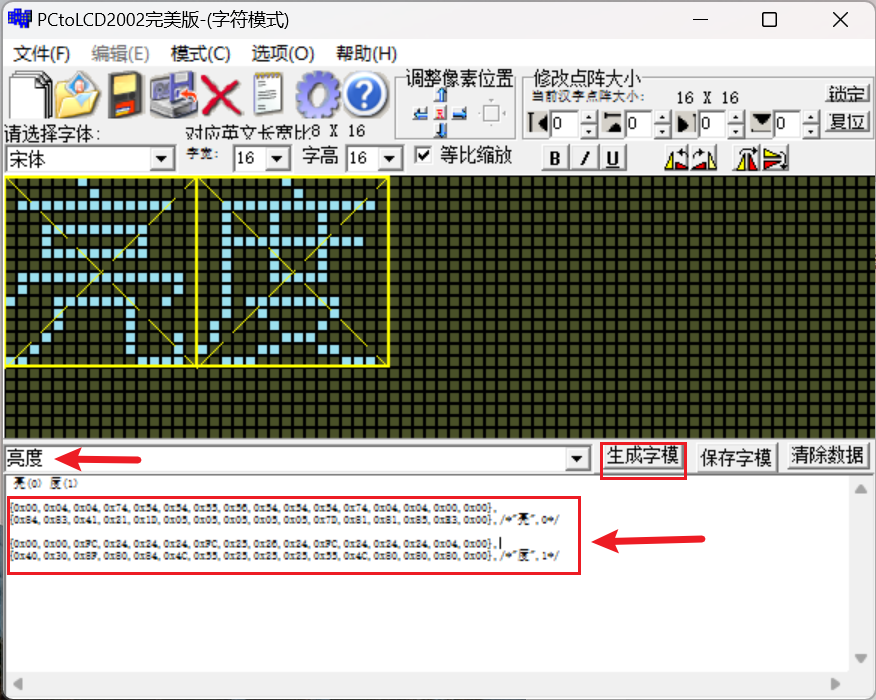 PCtoLCD2002完美版-(字符模式)
文件(F) 编辑(E) 模式(C) 选项(O) 帮助(H)
调整像素位置
修改点阵大小
当前汉字点阵大小: 16 X 16
锁定
0 0 0 0 复位
请选择字体: 对应英文长宽比8 X 16
宋体 字宽: 16 字高 16 等比缩放 B / U
亮度
亮度 生成字模 保存字模 清除数据
亮(0) 度(1)
{0x00,0x04,0x04,0x74,0x54,0x54,0x55,0x56,0x54,0x54,0x54,0x74,0x04,0x04,0x00,0x00},
{0x84,0x83,0x41,0x21,0x1D,0x05,0x05,0x05,0x05,0x05,0x7D,0x81,0x81,0x85,0x83,0x00},/*"亮",0*/
{0x00,0x00,0xFC,0x24,0x24,0x24,0xFC,0x25,0x26,0x24,0xFC,0x24,0x24,0x24,0x04,0x00},
{0x40,0x30,0x8F,0x80,0x84,0x4C,0x55,0x25,0x25,0x25,0x55,0x4C,0x80,0x80,0x80,0x00},/*"度",1*/